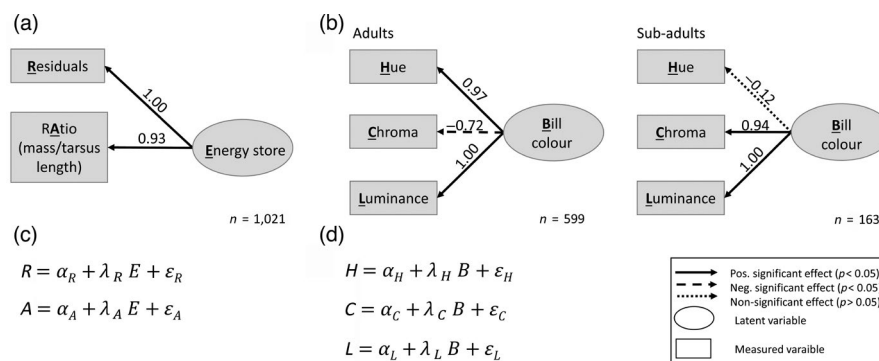 (a)
Residuals
RAtio
(mass/tarsus
length)
1.00
0.93
Energy store
n = 1,021
(b)
Adults
Hue
Chroma
Luminance
0.97
−0.72
1.00
Bill
colour
n = 599
Sub-adults
Hue
Chroma
Luminance
−0.12
0.94
1.00
Bill
colour
n = 163
(c)
R = α_R + λ_R E + ε_R
A = α_A + λ_A E + ε_A
(d)
H = α_H + λ_H B + ε_H
C = α_C + λ_C B + ε_C
L = α_L + λ_L B + ε_L
Pos. significant effect (p< 0.05)
Neg. significant effect (p< 0.05
Non-significant effect (p> 0.05)
Latent variable
Measured varaible